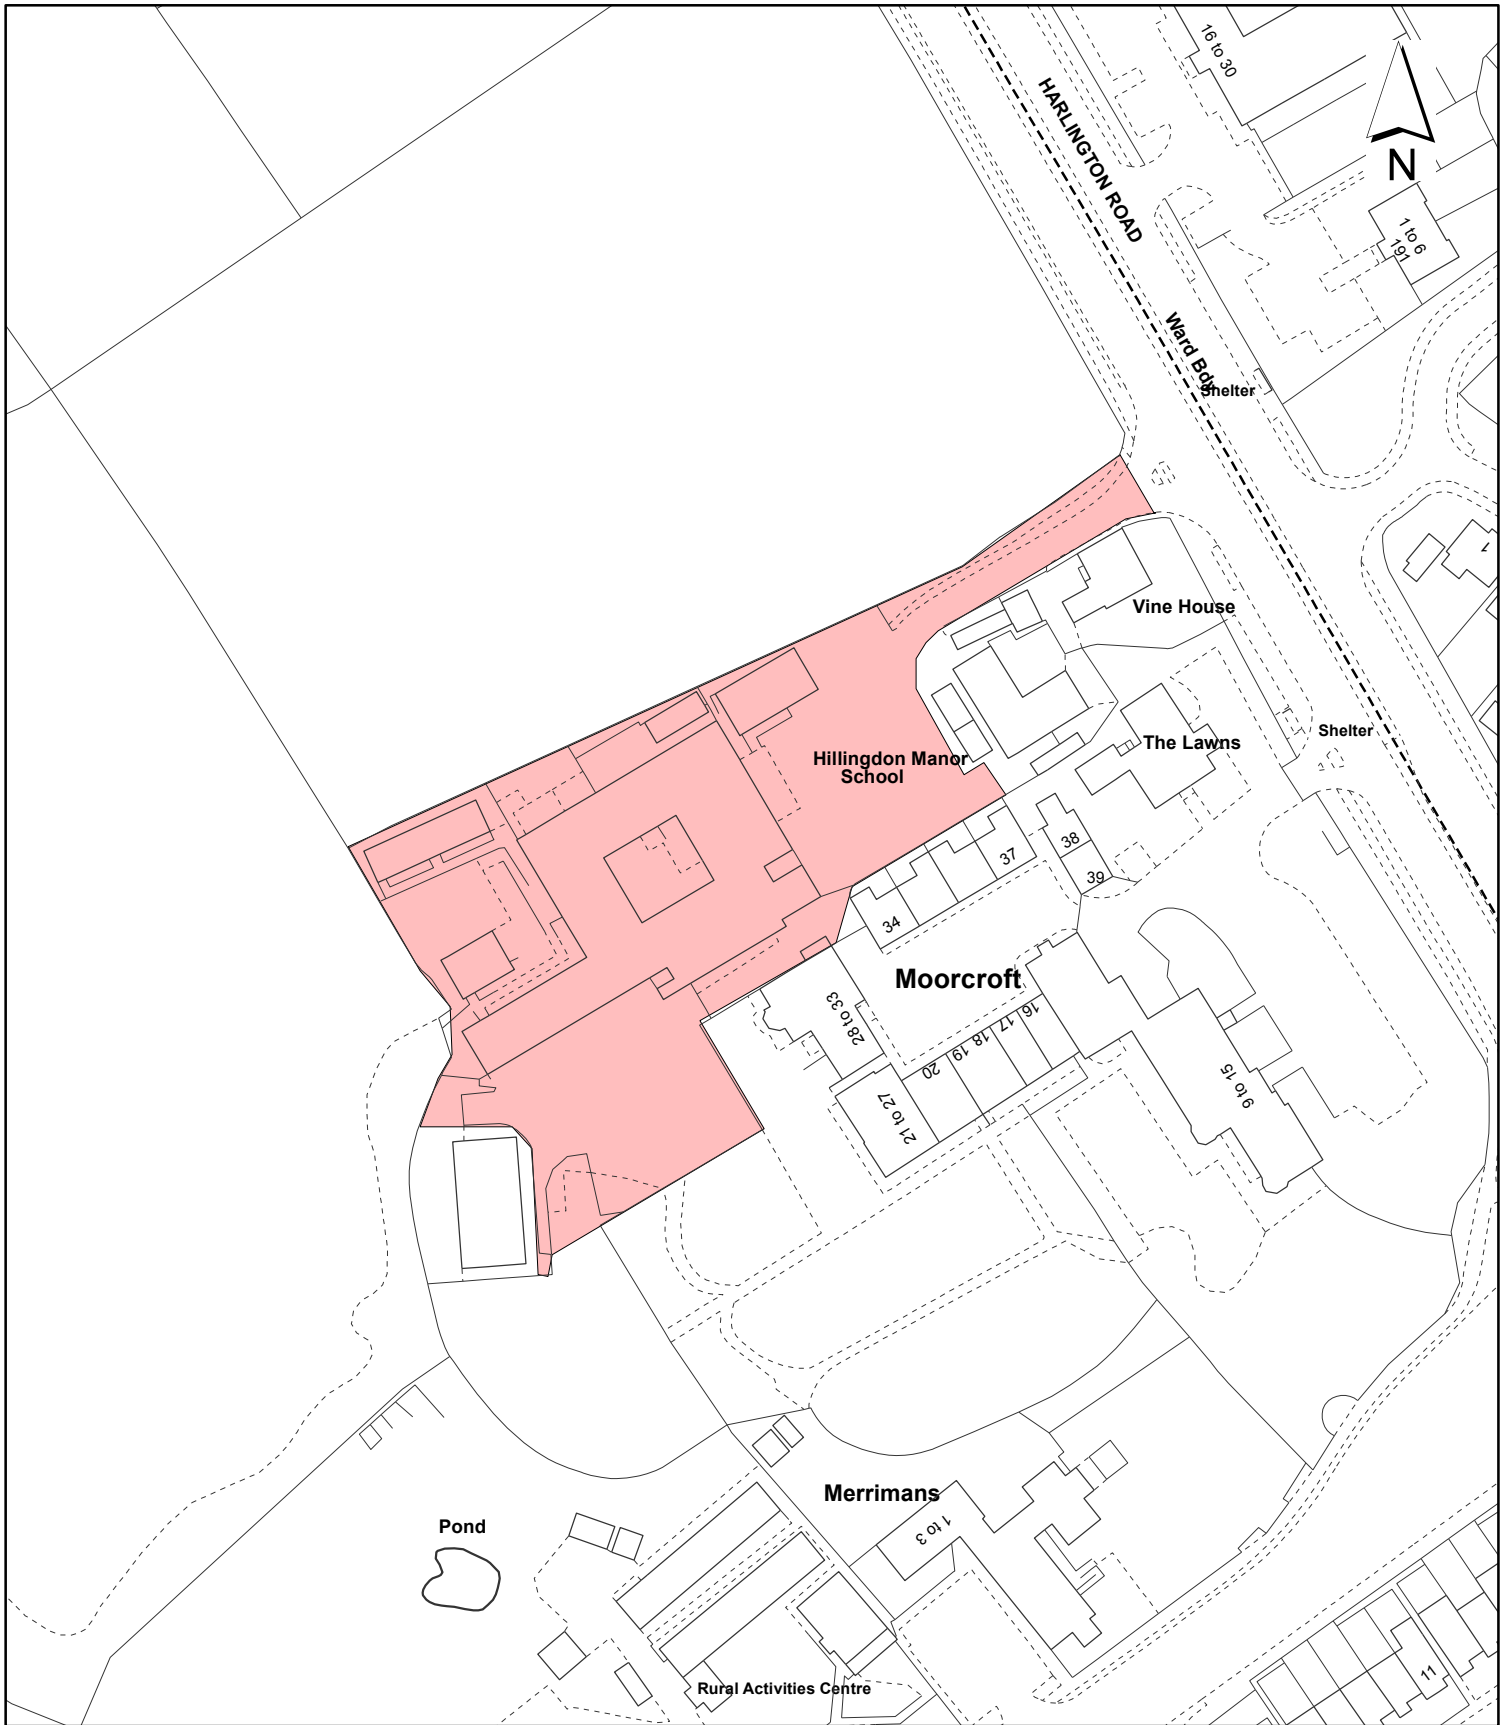 16 to 30
HARLINGTON ROAD
N
1 to 6
191
Ward Bdy
Shelter
1
Vine House
Shelter
The Lawns
Hillingdon Manor
School
38
37
39
34
Moorcroft
28 to 33
16
17
18
19
20
21 to 27
9 to 15
Merrimans
1 to 3
Pond
11
Rural Activities Centre